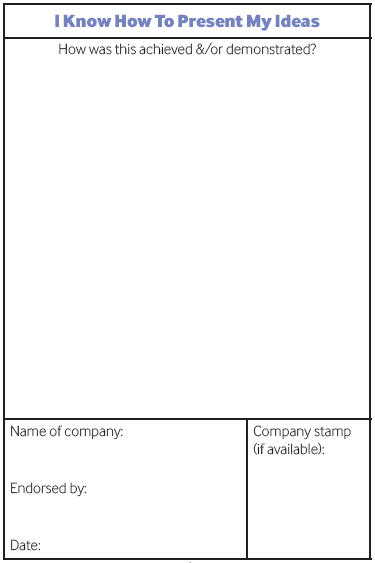 I Know How To Present My Ideas
How was this achieved &/or demonstrated?
Name of company:
Company stamp
(if available):
Endorsed by:
Date: